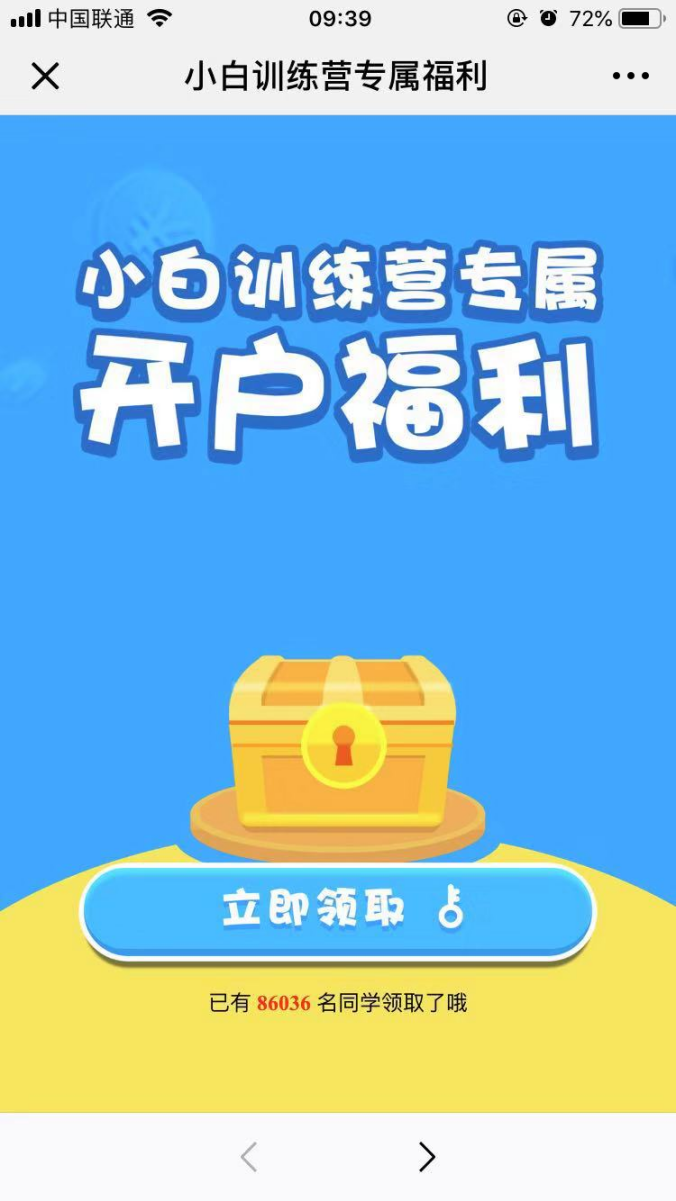 中国联通
09:39
72%
小白训练营专属福利
小白训练营专属
开户福利
立即领取
已有 86036 名同学领取了哦